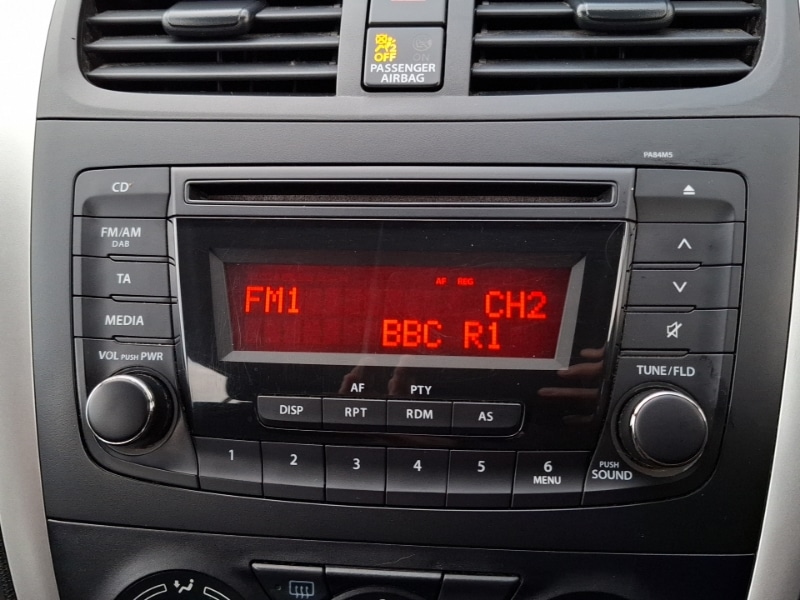 OFF ON
PASSENGER
AIRBAG
PA84M5
CD
FM/AM
DAB
TA
MEDIA
VOL PUSH PWR
AF REG
FM1 CH2
BBC R1
AF PTY
DISP RPT RDM AS
1 2 3 4 5 6
MENU
TUNE/FLD
PUSH
SOUND